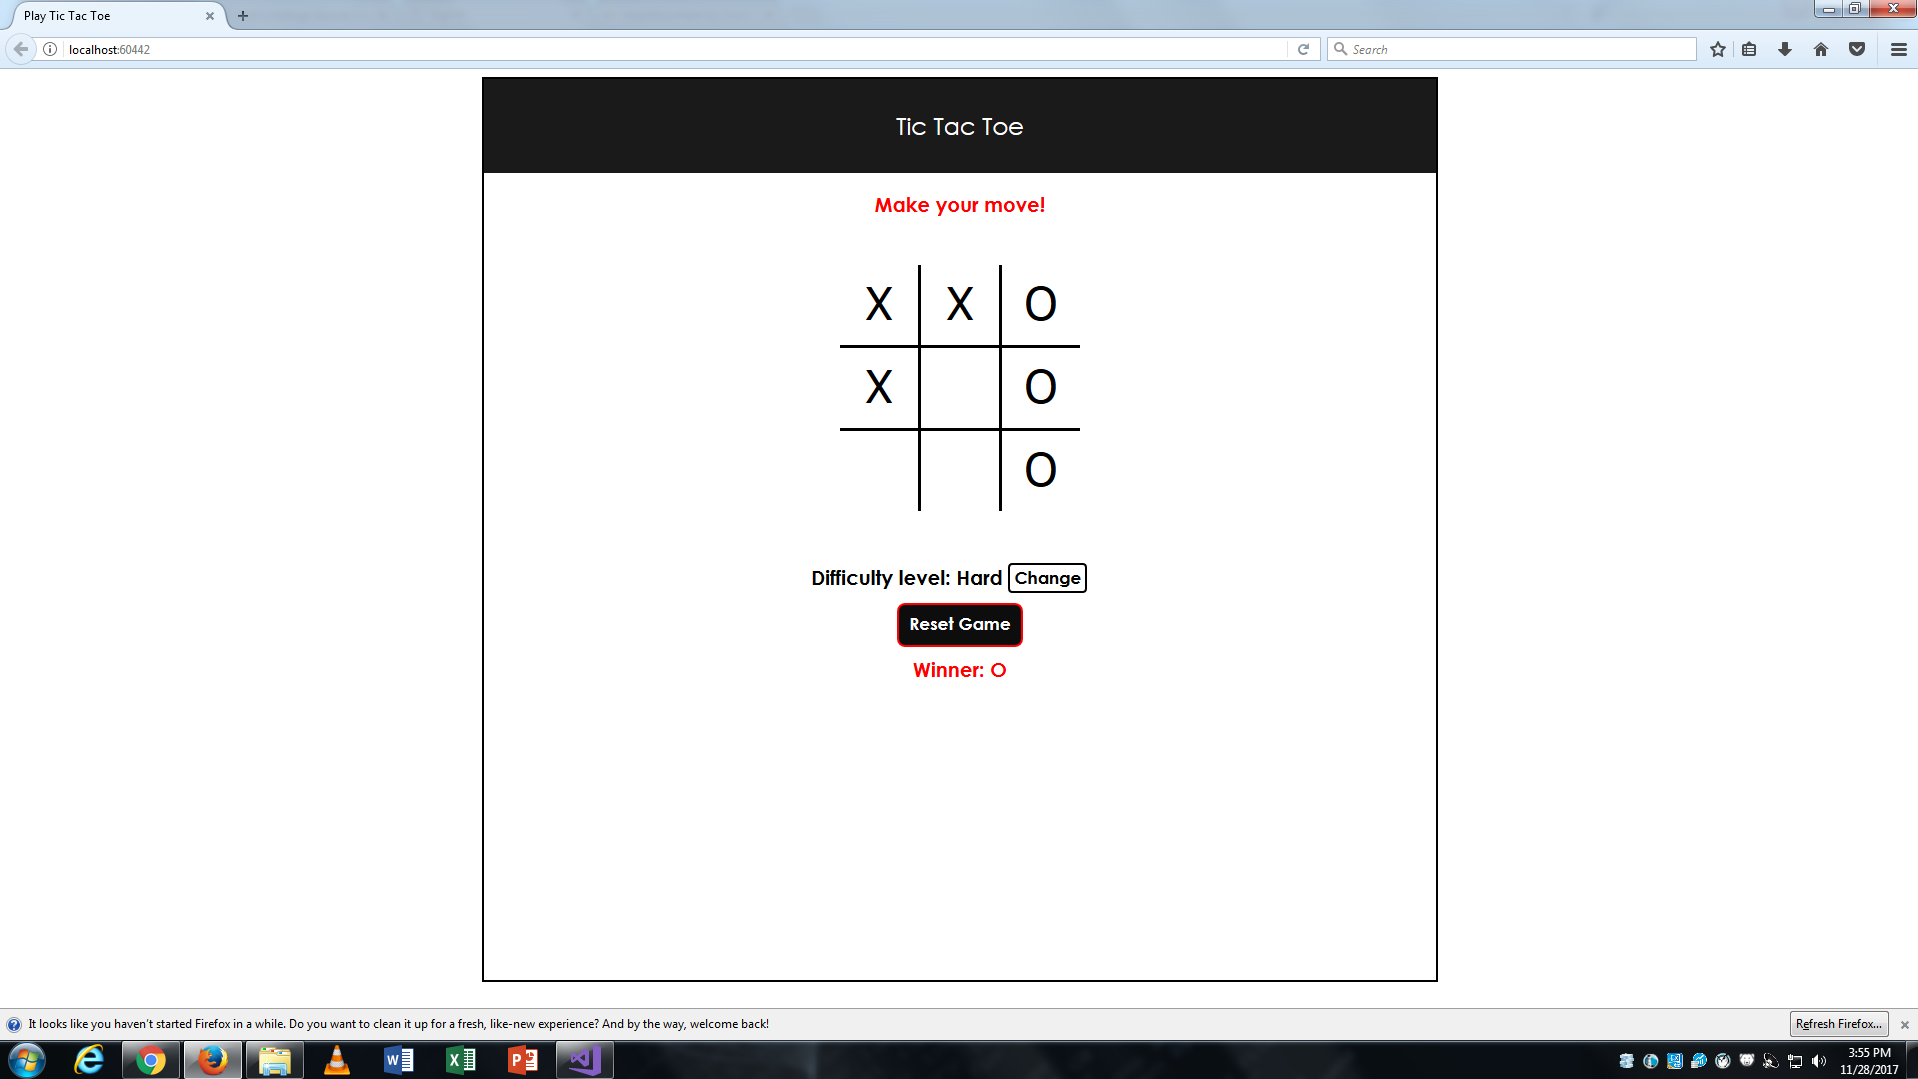 Play Tic Tac Toe
localhost:60442
Search
Tic Tac Toe
Make your move!
X X O
X O
O
Difficulty level: Hard Change
Reset Game
Winner: O
It looks like you haven't started Firefox in a while. Do you want to clean it up for a fresh, like-new experience? And by the way, welcome back!
Refresh Firefox...
3:55 PM
11/28/2017